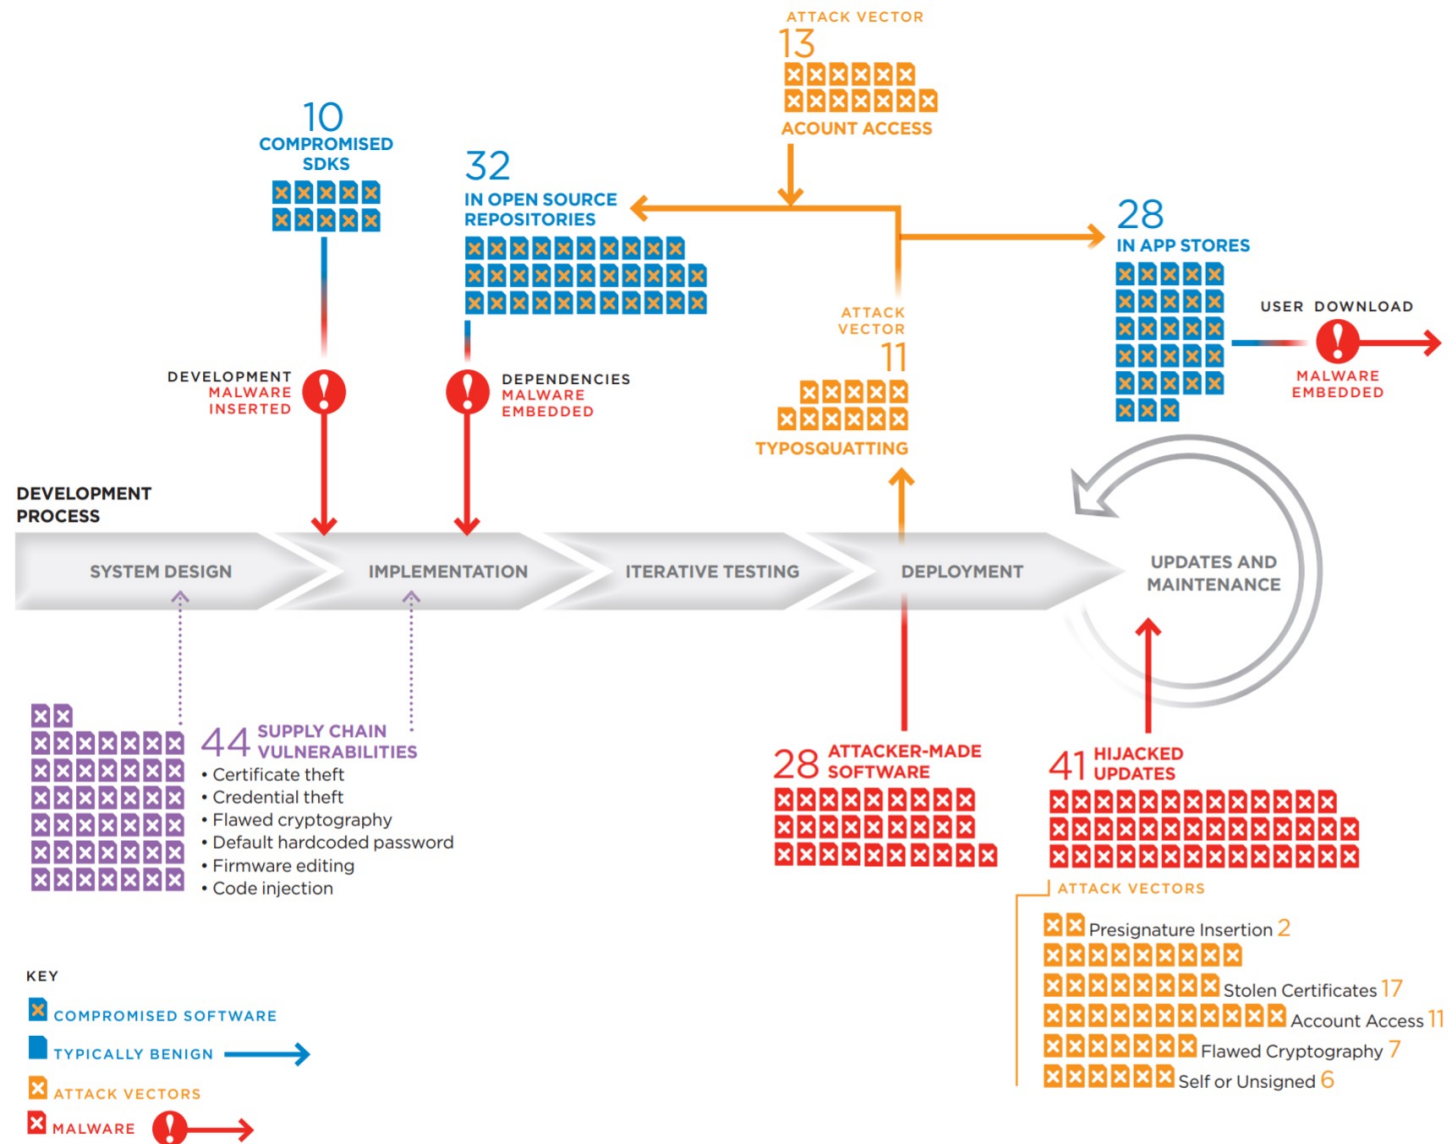 ATTACK VECTOR
13
ACOUNT ACCESS
10
COMPROMISED
SDKS
32
IN OPEN SOURCE
REPOSITORIES
28
IN APP STORES
USER DOWNLOAD
MALWARE
EMBEDDED
ATTACK
VECTOR
11
TYPOSQUATTING
DEVELOPMENT
MALWARE
INSERTED
DEPENDENCIES
MALWARE
EMBEDDED
DEVELOPMENT
PROCESS
SYSTEM DESIGN
IMPLEMENTATION
ITERATIVE TESTING
DEPLOYMENT
UPDATES AND
MAINTENANCE
44 SUPPLY CHAIN
VULNERABILITIES
• Certificate theft
• Credential theft
• Flawed cryptography
• Default hardcoded password
• Firmware editing
• Code injection
28 ATTACKER-MADE
SOFTWARE
41 HIJACKED
UPDATES
ATTACK VECTORS
Presignature Insertion 2
Stolen Certificates 17
Account Access 11
Flawed Cryptography 7
Self or Unsigned 6
KEY
COMPROMISED SOFTWARE
TYPICALLY BENIGN
ATTACK VECTORS
MALWARE